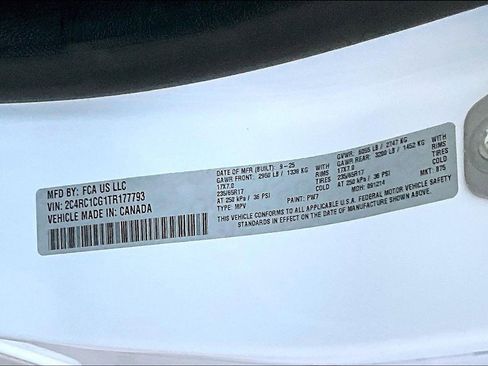 MFD BY: FCA US LLC
VIN: 2C4RC1CG1TR177793
VEHICLE MADE IN: CANADA
DATE OF MFR (BUILT): 9-25
GAWR FRONT: 2950 LB / 1338 KG WITH
17X7.0 RIMS
235/65R17 TIRES
AT 250 kPa / 36 PSI COLD
TYPE: MPV PAINT: PW7
GVWR: 6055 LB / 2747 KG
GAWR REAR: 3200 LB / 1452 KG WITH
17X7.0 RIMS
235/65R17 TIRES
AT 250 kPa / 36 PSI COLD
MDH: 091214 MKT: B75
THIS VEHICLE CONFORMS TO ALL APPLICABLE U.S.A. FEDERAL MOTOR VEHICLE SAFETY
STANDARDS IN EFFECT ON THE DATE OF MANUFACTURE SHOWN ABOVE.